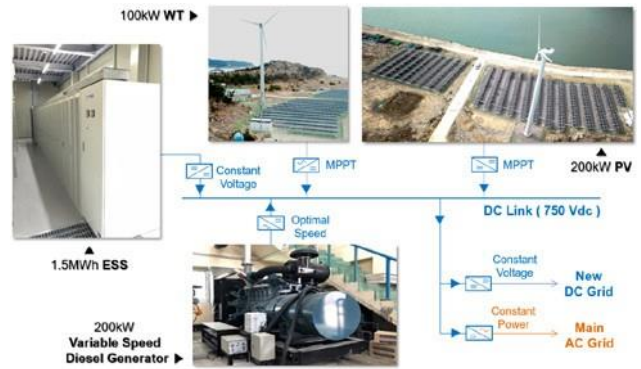 100kW WT ▶
200kW PV
Constant
Voltage
MPPT
MPPT
DC Link ( 750 Vdc )
Optimal
Speed
1.5MWh ESS
Constant
Voltage
New
DC Grid
200kW
Variable Speed
Diesel Generator ▶
Constant
Power
Main
AC Grid